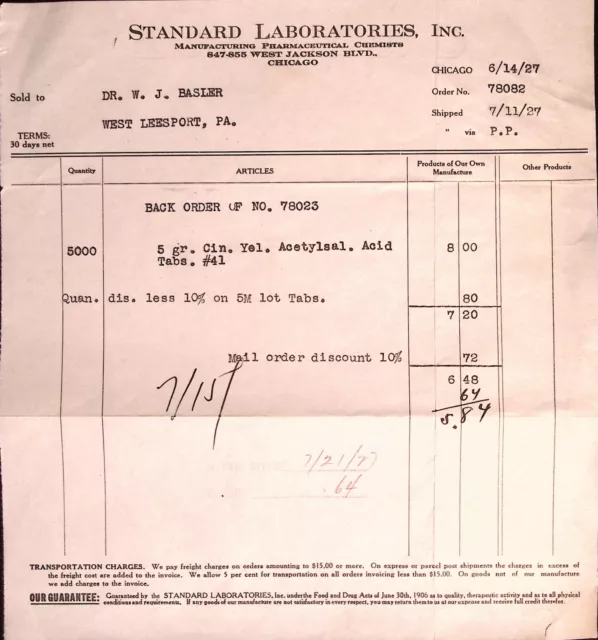 STANDARD LABORATORIES, INC.
MANUFACTURING PHARMACEUTICAL CHEMISTS
847-855 WEST JACKSON BLVD.,
CHICAGO
CHICAGO 6/14/27
Order No. 78082
Shipped 7/11/27
" via P.P.
Sold to DR. W. J. BASLER
WEST LEESPORT, PA.
TERMS:
30 days net
Quantity ARTICLES Products of Our Own Manufacture Other Products
BACK ORDER OF NO. 78023
5000 5 gr. Cin. Yel. Acetylsal. Acid 8 00
Tabs. #41
Quan. dis. less 10% on 5M lot Tabs. 80
7 20
Mail order discount 10% 72
6 48
64
5.84
7/15
7/21/27
.64
TRANSPORTATION CHARGES. We pay freight charges on orders amounting to $15.00 or more. On express or parcel post shipments the charges in excess of
the freight cost are added to the invoice. We allow 5 per cent for transportation on all orders invoicing less than $15.00. On goods not of our manufacture
we add charges to the invoice.
OUR GUARANTEE: Guaranteed by the STANDARD LABORATORIES, Inc. under the Food and Drug Acts of June 30th, 1906 as to quality, therapeutic activity and as to all physical
conditions and requirements. If any goods of our manufacture are not satisfactory in every respect, you may return them to us at our expense and receive full credit therefor.